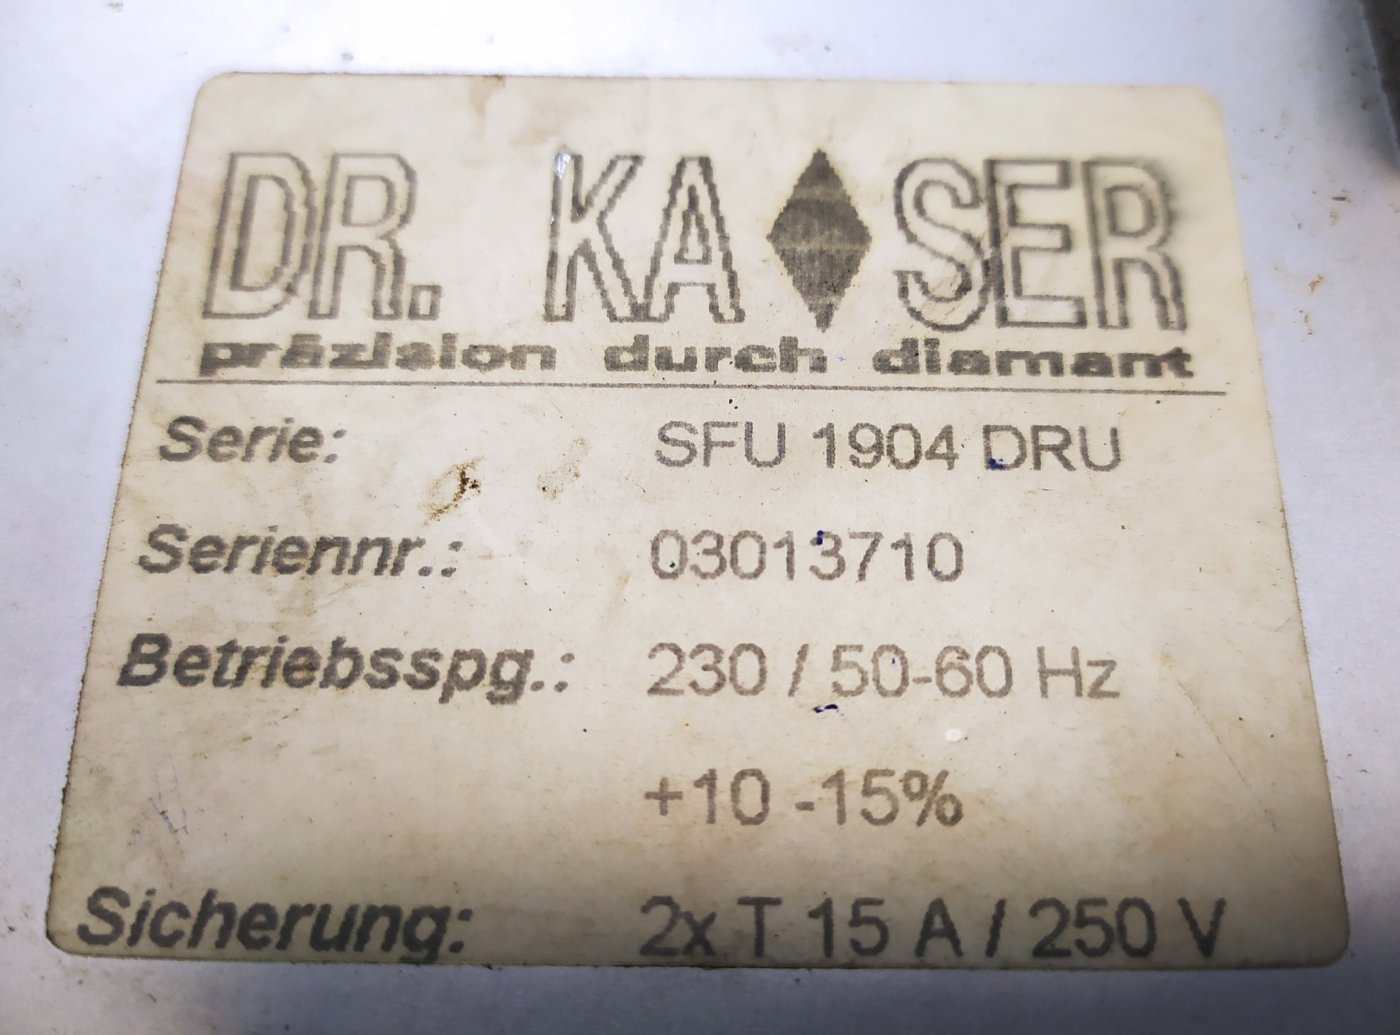 DR. KA♦SER
präzision durch diamant
Serie: SFU 1904 DRU
Seriennr.: 03013710
Betriebsspg.: 230 / 50-60 Hz
+10 -15%
Sicherung: 2x T 15 A / 250 V